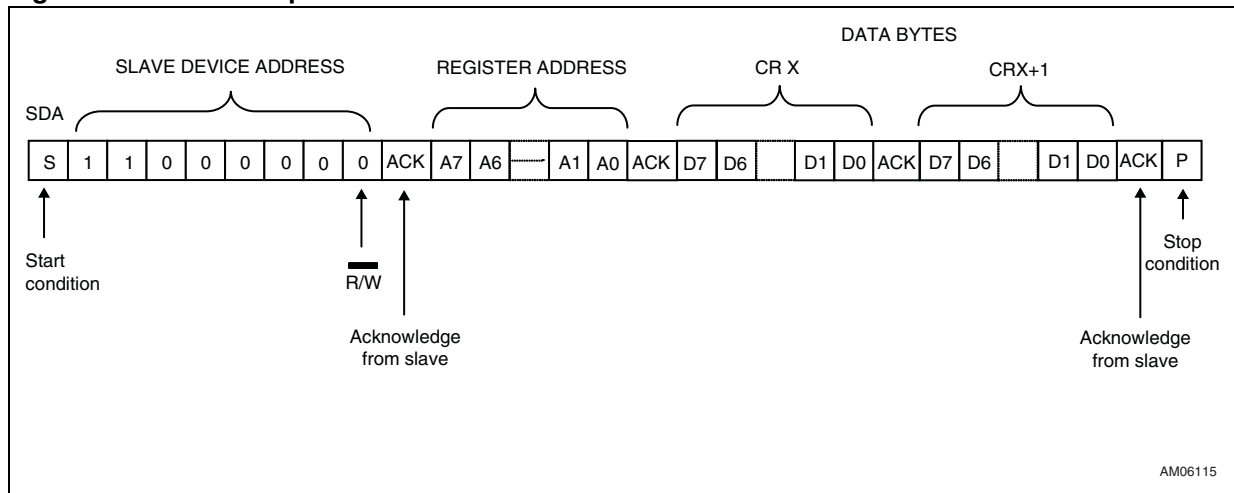 DATA BYTES
SLAVE DEVICE ADDRESS REGISTER ADDRESS CR X CRX+1
SDA
S 1 1 0 0 0 0 0 0 ACK A7 A6 A1 A0 ACK D7 D6 D1 D0 ACK D7 D6 D1 D0 ACK P
Start
condition
R/W
Acknowledge
from slave
Acknowledge
from slave
Stop
condition
AM06115